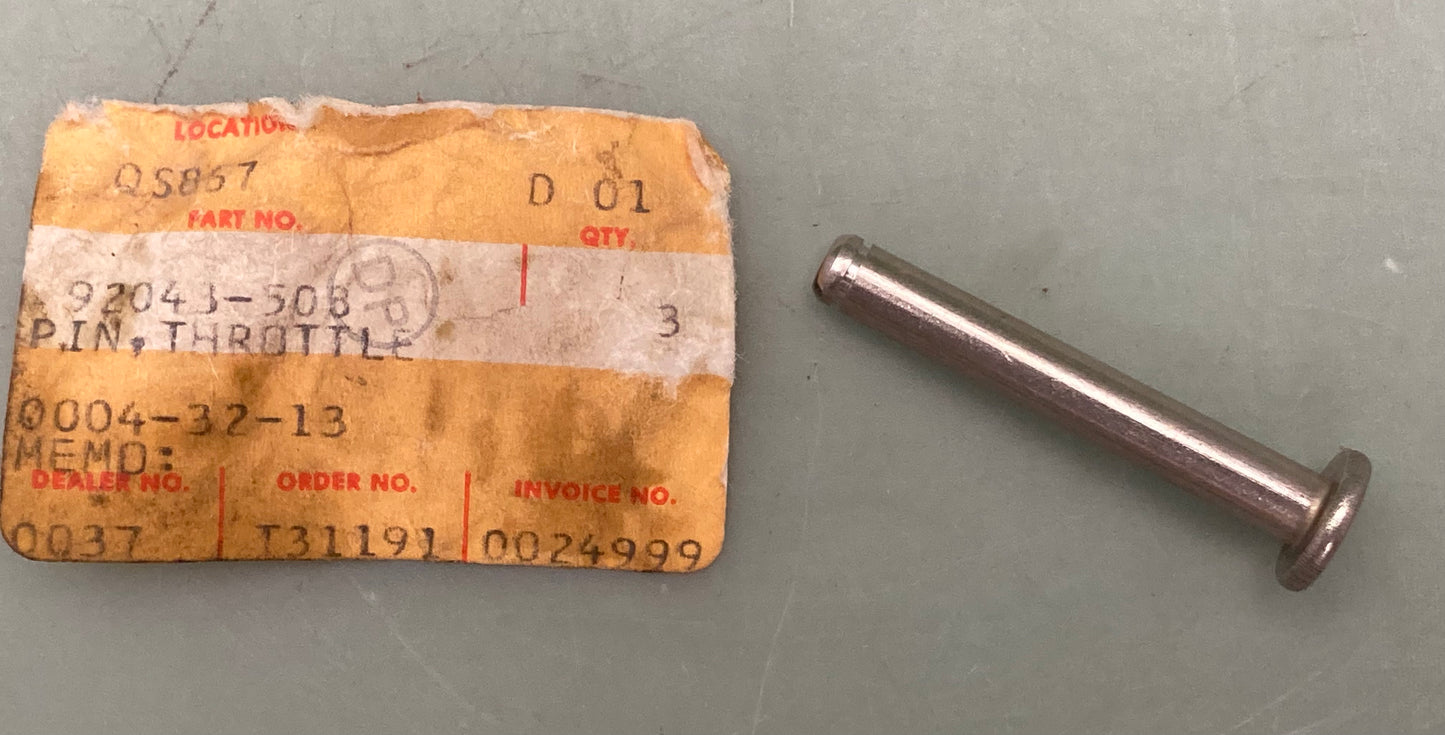 LOCATION
QS867 D 01
PART NO. QTY.
92043-508 3
DP
PIN, THROTTLE
0004-32-13
MEMO:
DEALER NO. ORDER NO. INVOICE NO.
0037 T31191 0024999